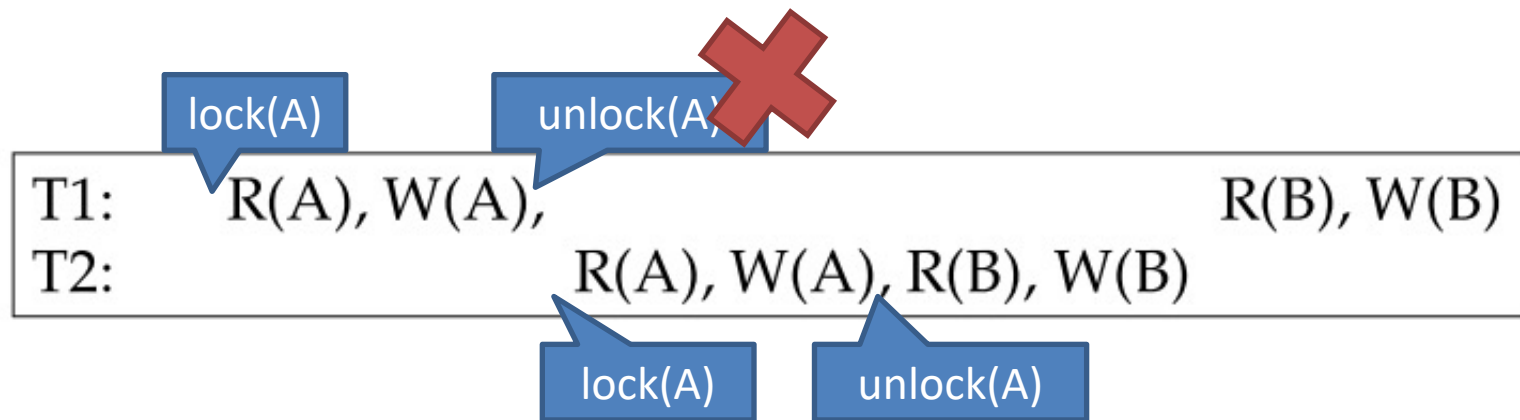 lock(A) unlock(A)
T1: R(A), W(A), R(B), W(B)
T2: R(A), W(A), R(B), W(B)
lock(A) unlock(A)